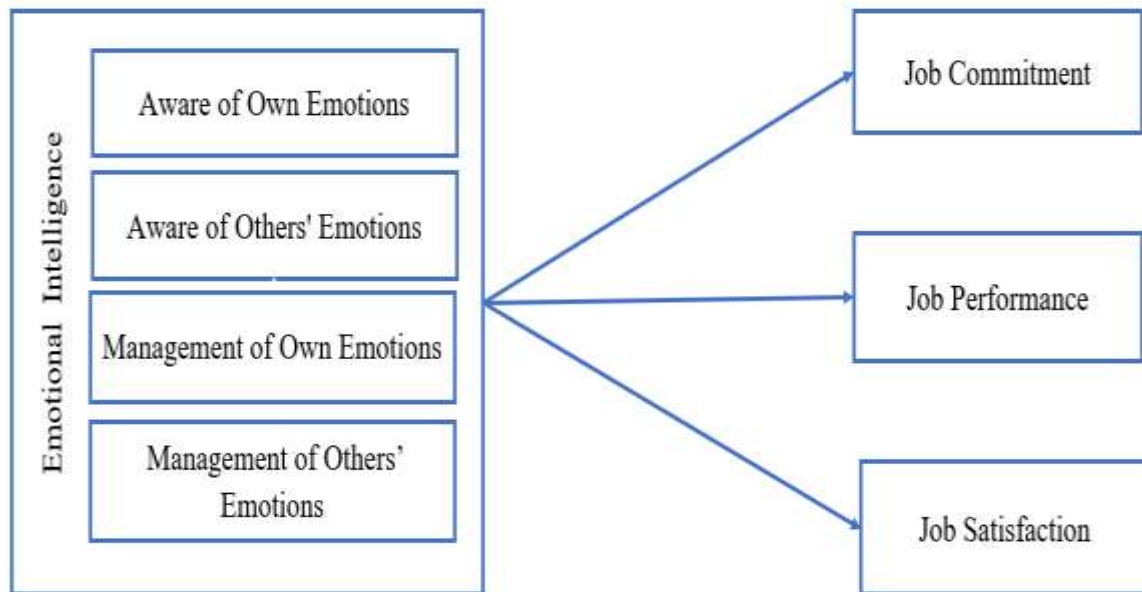 Emotional Intelligence
Aware of Own Emotions
Aware of Others' Emotions
Management of Own Emotions
Management of Others’
Emotions
Job Commitment
Job Performance
Job Satisfaction